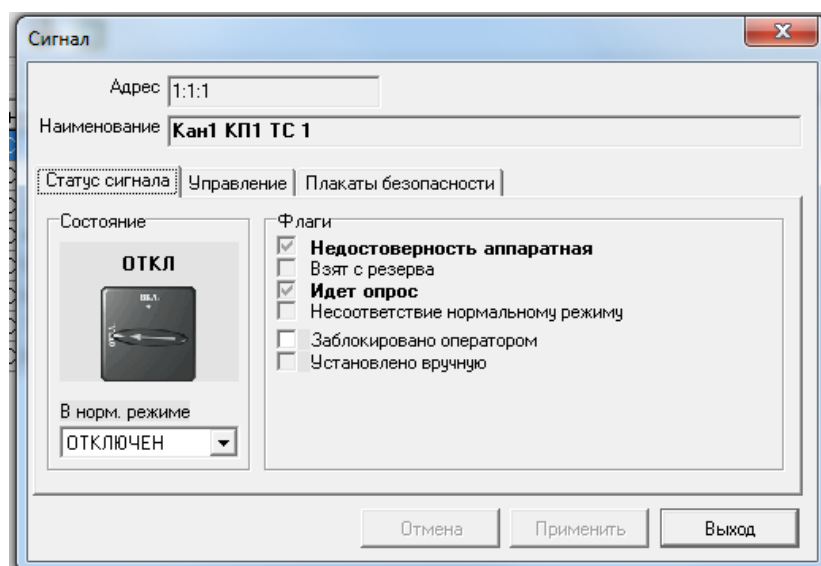 Сигнал
Адрес 1:1:1
Наименование Кан1 КП1 ТС 1
Статус сигнала Управление Плакаты безопасности
Состояние
ОТКЛ
ВКЛ.
ОТКЛ
В норм. режиме
ОТКЛЮЧЕН
Флаги
Недостоверность аппаратная
Взят с резерва
Идет опрос
Несоответствие нормальному режиму
Заблокировано оператором
Установлено вручную
Отмена Применить Выход